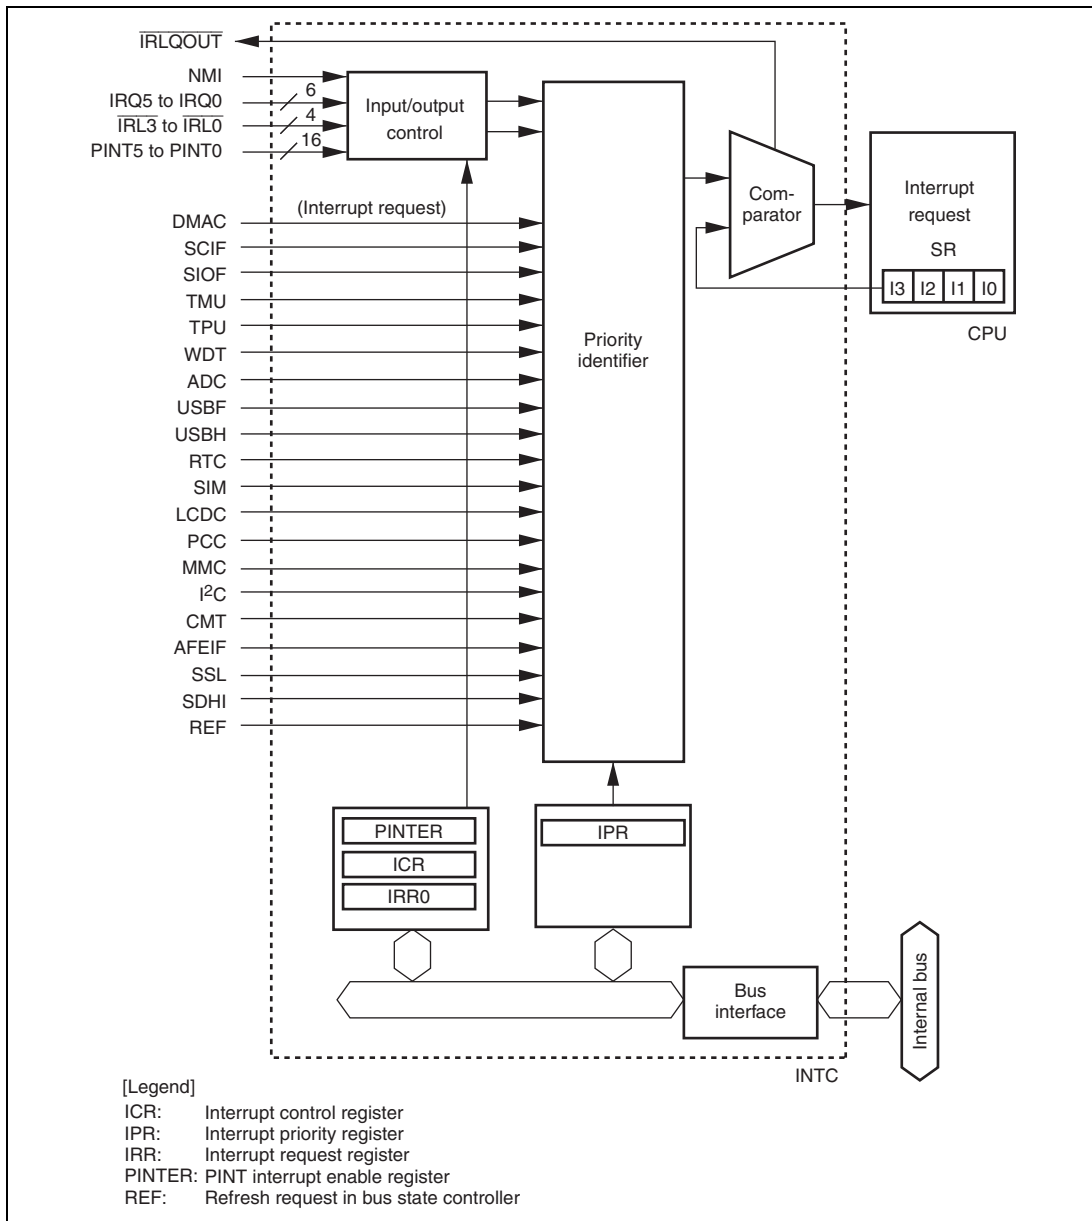 IRLQOUT
NMI
IRQ5 to IRQ0
6
IRL3 to IRL0
4
PINT5 to PINT0
16
Input/output
control
(Interrupt request)
DMAC
SCIF
SIOF
TMU
TPU
WDT
ADC
USBF
USBH
RTC
SIM
LCDC
PCC
MMC
I²C
CMT
AFEIF
SSL
SDHI
REF
Priority
identifier
Com-
parator
Interrupt
request
SR
I3 I2 I1 I0
CPU
PINTER
ICR
IRR0
IPR
Bus
interface
Internal bus
INTC
[Legend]
ICR: Interrupt control register
IPR: Interrupt priority register
IRR: Interrupt request register
PINTER: PINT interrupt enable register
REF: Refresh request in bus state controller